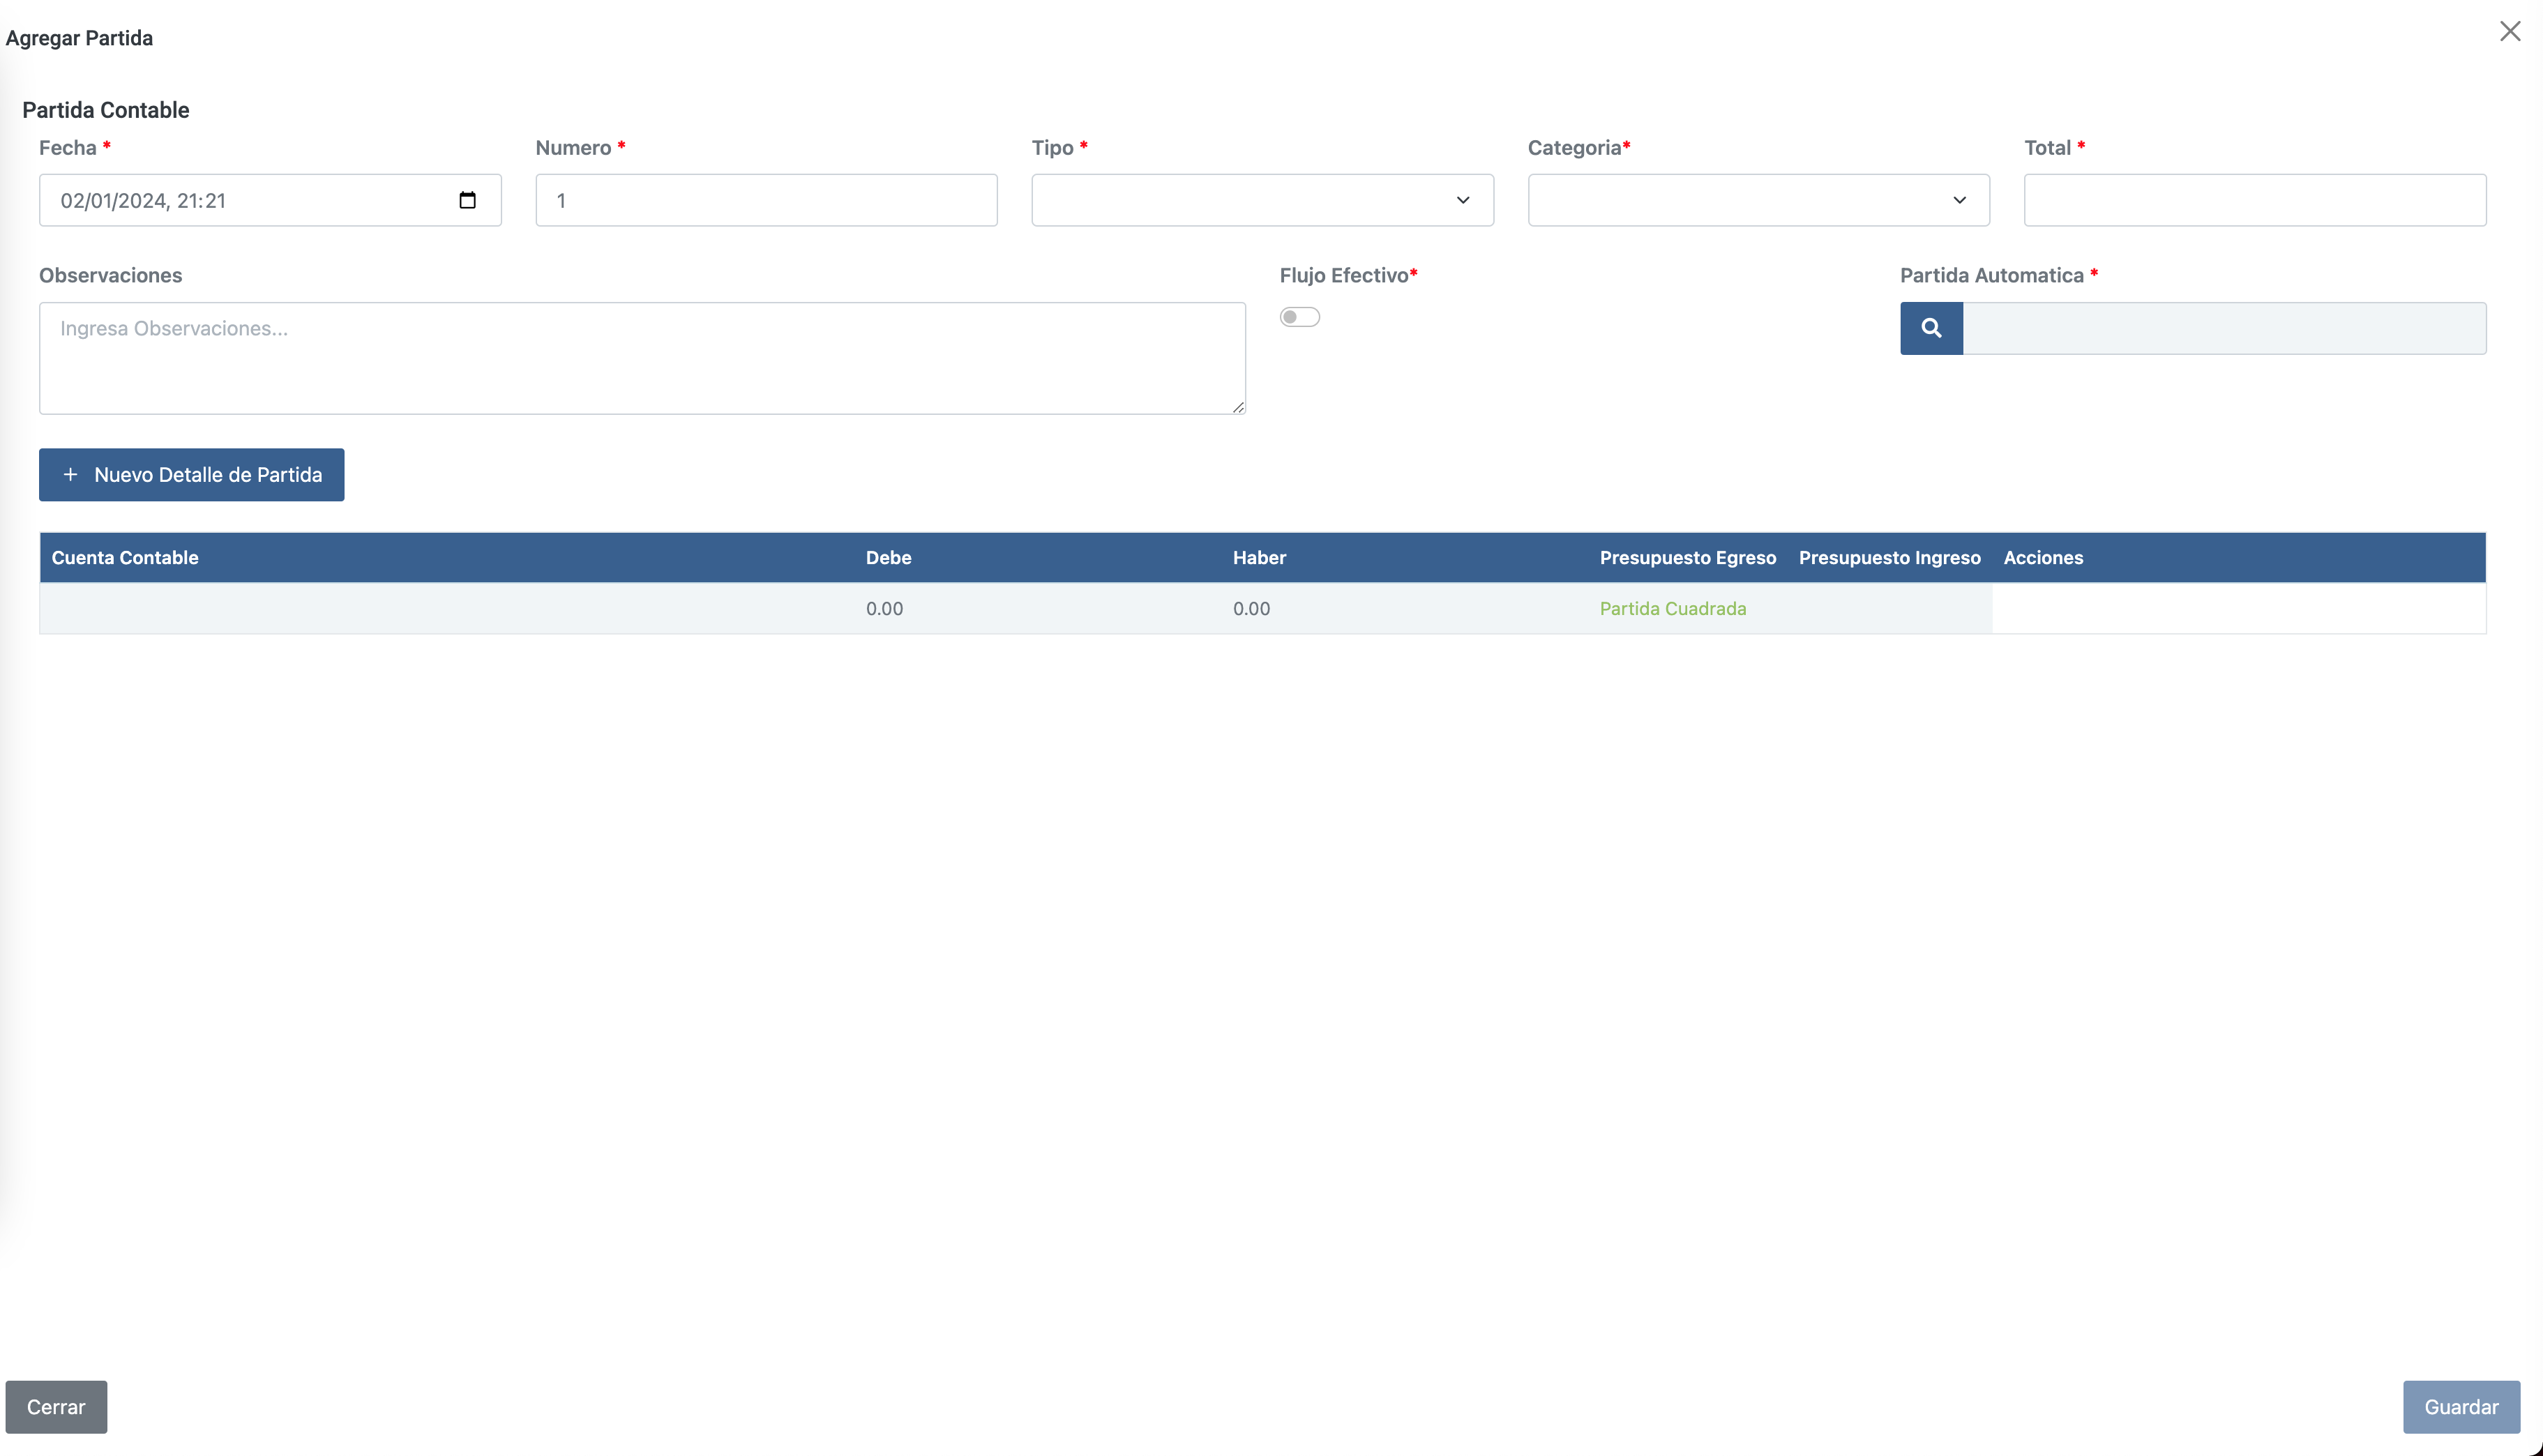 Agregar Partida
Partida Contable
Fecha * Numero * Tipo * Categoria* Total *
02/01/2024, 21:21 1
Observaciones Flujo Efectivo* Partida Automatica *
Ingresa Observaciones...
+ Nuevo Detalle de Partida
Cuenta Contable Debe Haber Presupuesto Egreso Presupuesto Ingreso Acciones
0.00 0.00 Partida Cuadrada
Cerrar Guardar